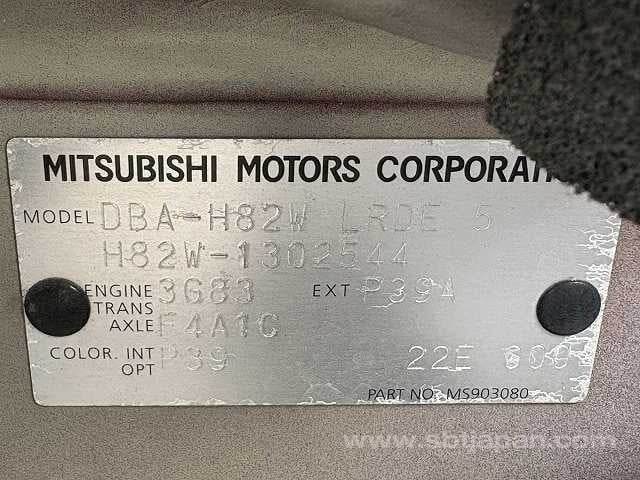 MITSUBISHI MOTORS CORPORATI
MODEL DBA-H82W LRDE 5
H82W-1302544
ENGINE 3G83 EXT P39A
TRANS
AXLE F4A1C
COLOR. INT P39 22E 600
OPT
PART NO. MS903080
www.sbtjapan.com